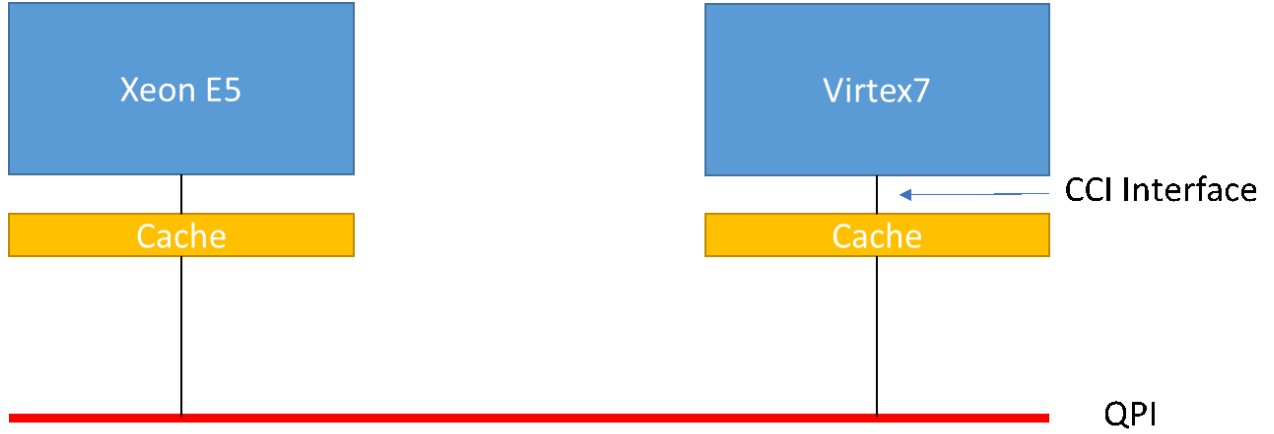 Xeon E5
Virtex7
CCI Interface
Cache
Cache
QPI